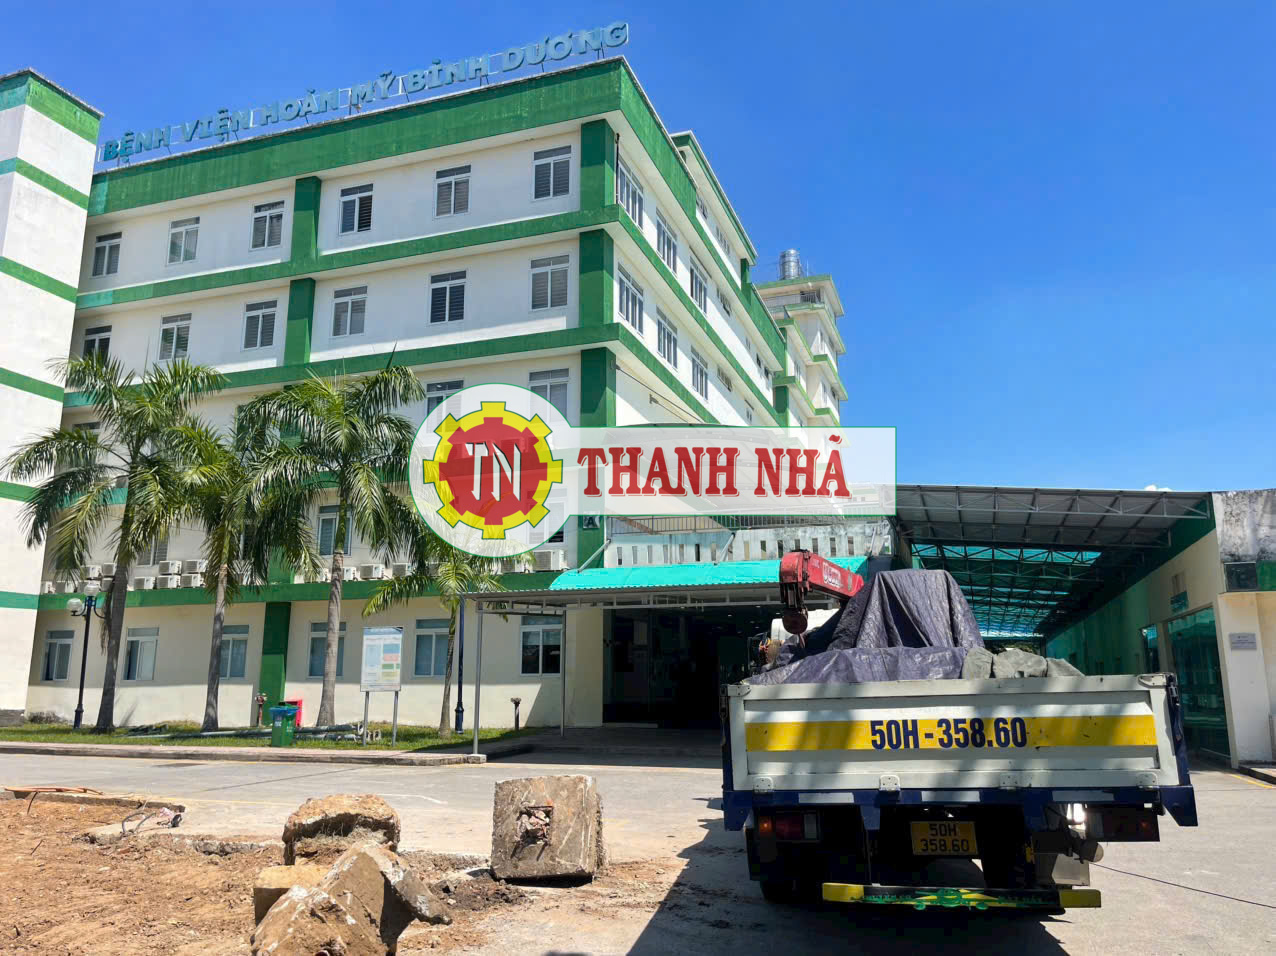 BỆNH VIỆN HOÀN MỸ BÌNH DƯƠNG
TN THANH NHÃ
50H-358.60
50H
358.60